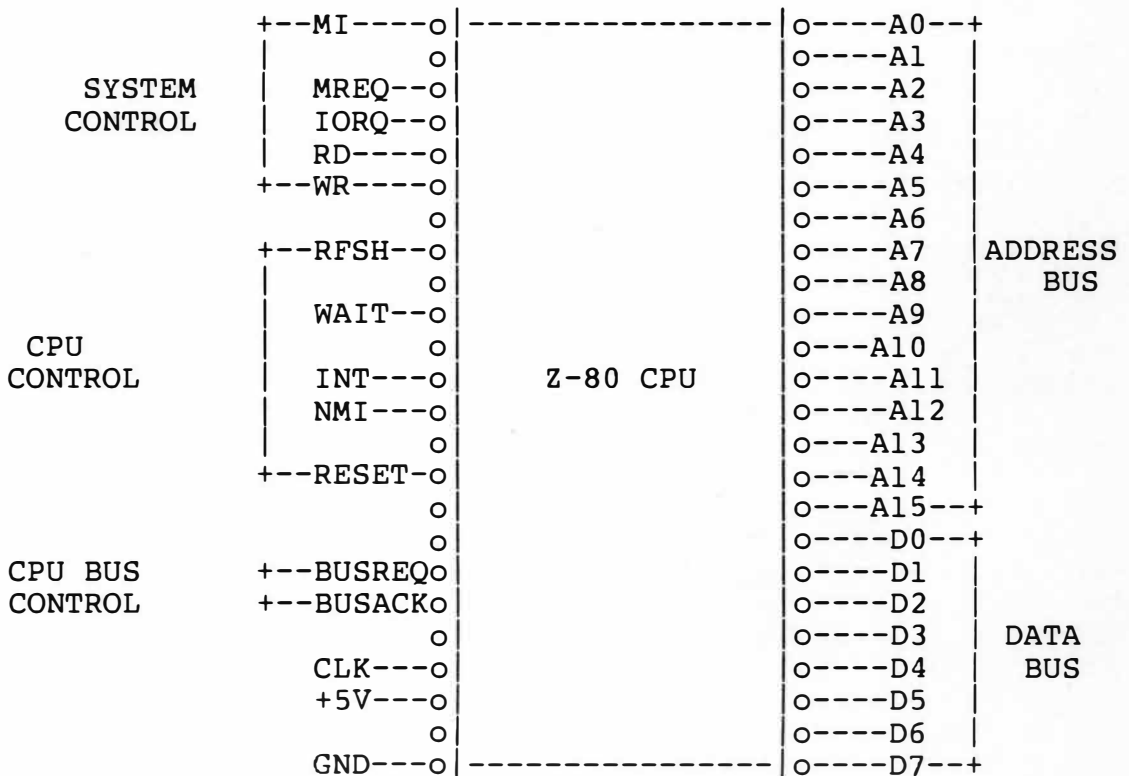 MI A0
A1
SYSTEM MREQ A2
CONTROL IORQ A3
RD A4
WR A5
A6
RFSH A7 ADDRESS
A8 BUS
WAIT A9
CPU A10
CONTROL INT Z-80 CPU A11
NMI A12
A13
RESET A14
A15
D0
CPU BUS BUSREQ D1
CONTROL BUSACK D2
D3 DATA
CLK D4 BUS
+5V D5
D6
GND D7